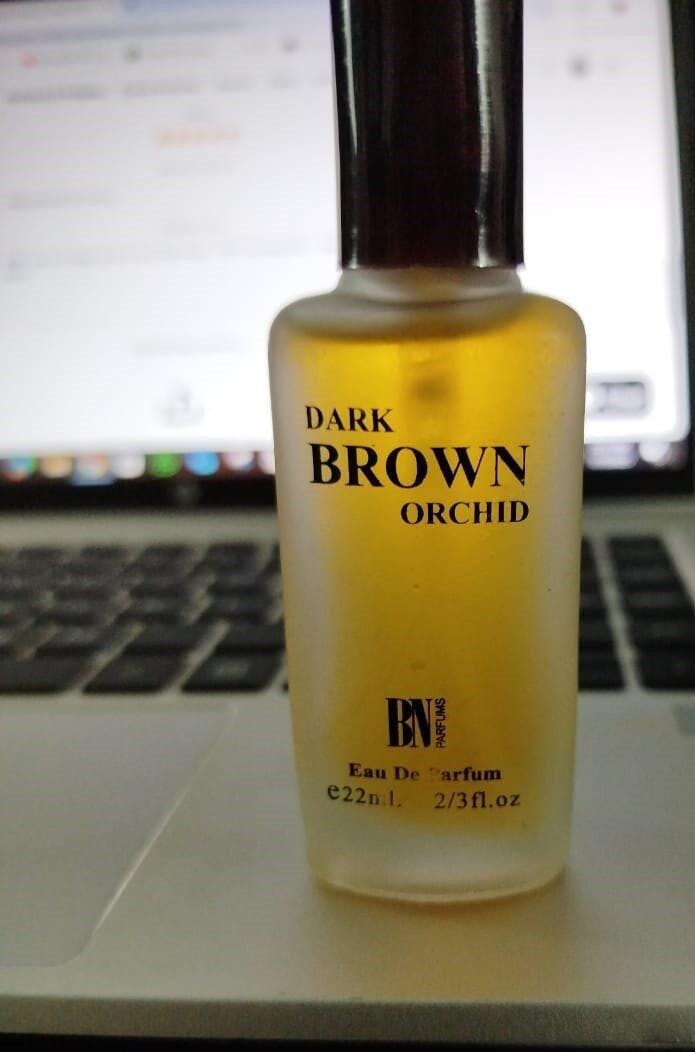 DARK
BROWN
ORCHID
BN PARFUMS
Eau De Parfum
e22mL 2/3fl.oz